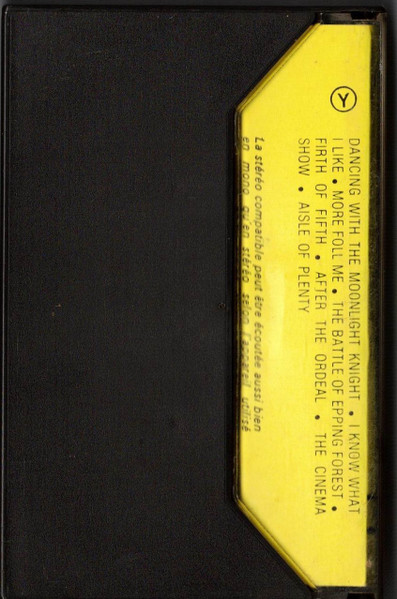 Y
DANCING WITH THE MOONLIGHT KNIGHT • I KNOW WHAT
I LIKE • MORE FOLL ME • THE BATTLE OF EPPING FOREST •
FIRTH OF FIFTH • AFTER THE ORDEAL • THE CINEMA
SHOW • AISLE OF PLENTY
La stéréo compatible peut être écoutée aussi bien
en mono qu'en stéréo selon l'appareil utilisé